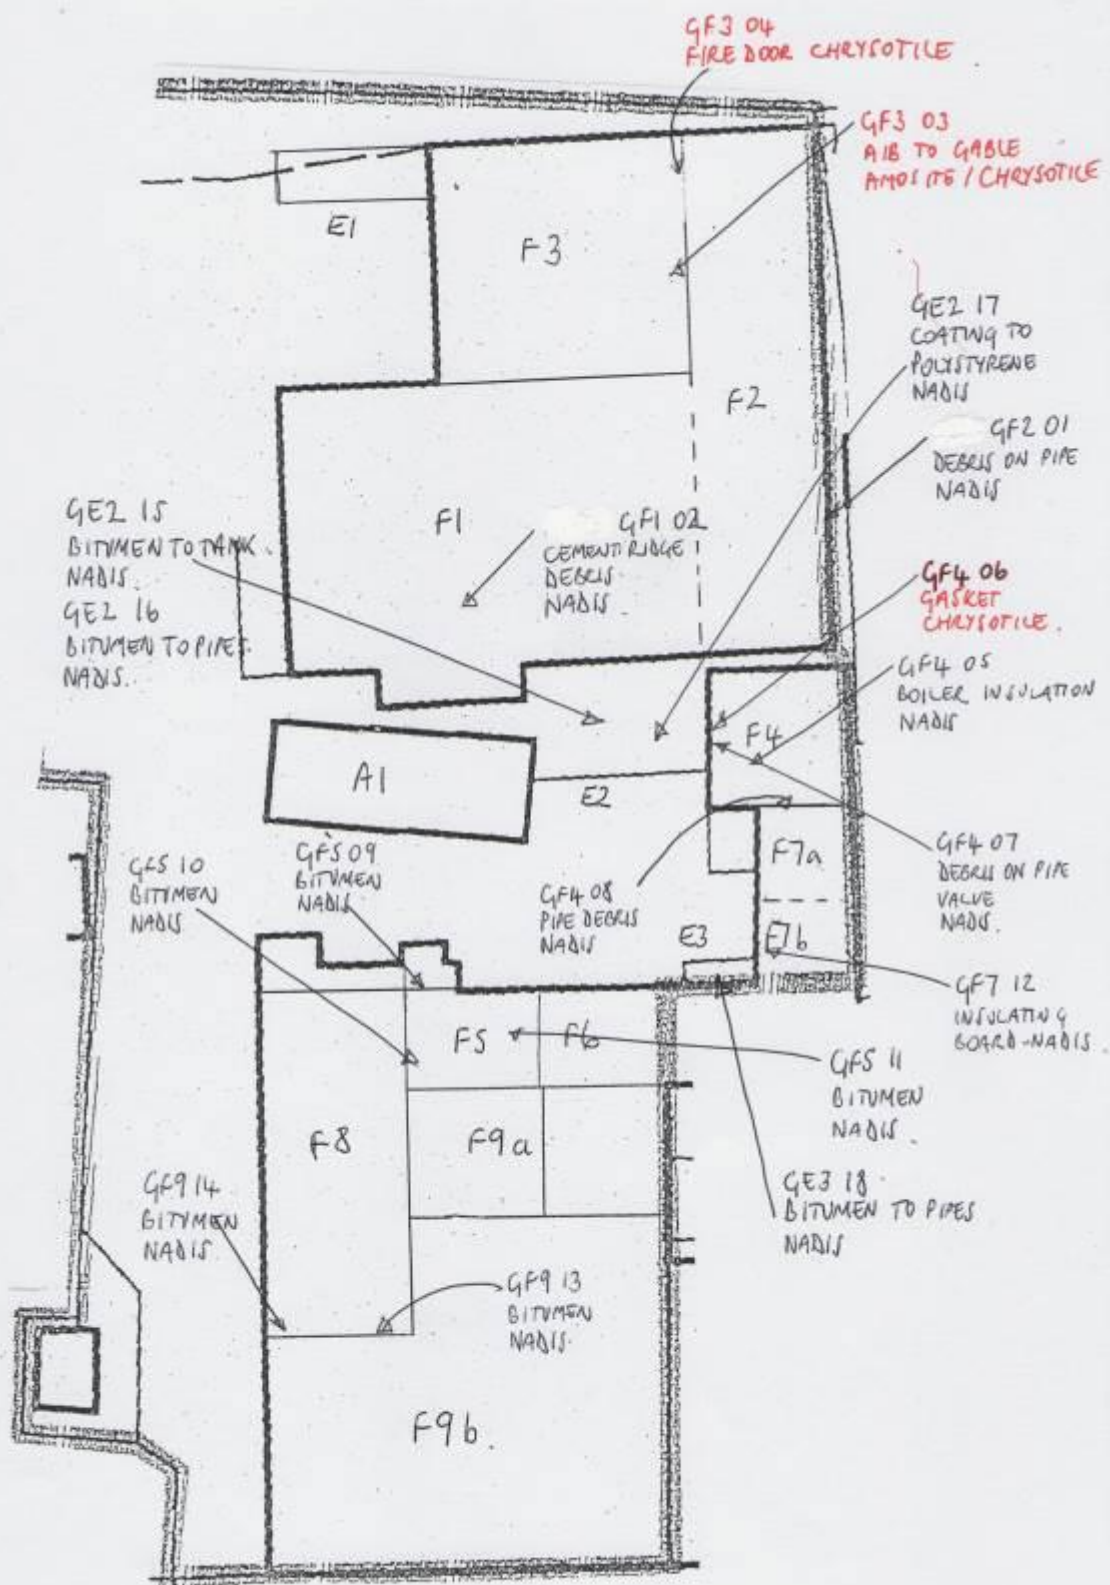 GF3 04
FIRE DOOR CHRYSOTILE
GF3 03
AIB TO GABLE
AMOSITE / CHRYSOTILE
E1
F3
GE2 17
COATING TO
POLYSTYRENE
NADIS
F2
GF2 01
DEBRIS ON PIPE
NADIS
GE2 15
BITUMEN TO TANK.
NADIS.
GE2 16
BITUMEN TO PIPES.
NADIS.
F1
GF1 02
CEMENT RIDGE
DEBRIS
NADIS.
GF4 06
GASKET
CHRYSOTILE.
GF4 05
BOILER INSULATION
NADIS
F4
A1
E2
GF5 10
BITUMEN
NADIS
GF5 09
BITUMEN
NADIS
GF4 08
PIPE DEBRIS
NADIS
F7a
GF4 07
DEBRIS ON PIPE
VALVE
NADIS.
E3
F7b
GF7 12
INSULATING
BOARD-NADIS.
F5
F6
GF5 11
BITUMEN
NADIS.
F8
F9a
GF9 14
BITUMEN
NADIS.
GE3 18
BITUMEN TO PIPES
NADIS
GF9 13
BITUMEN
NADIS.
F9b.